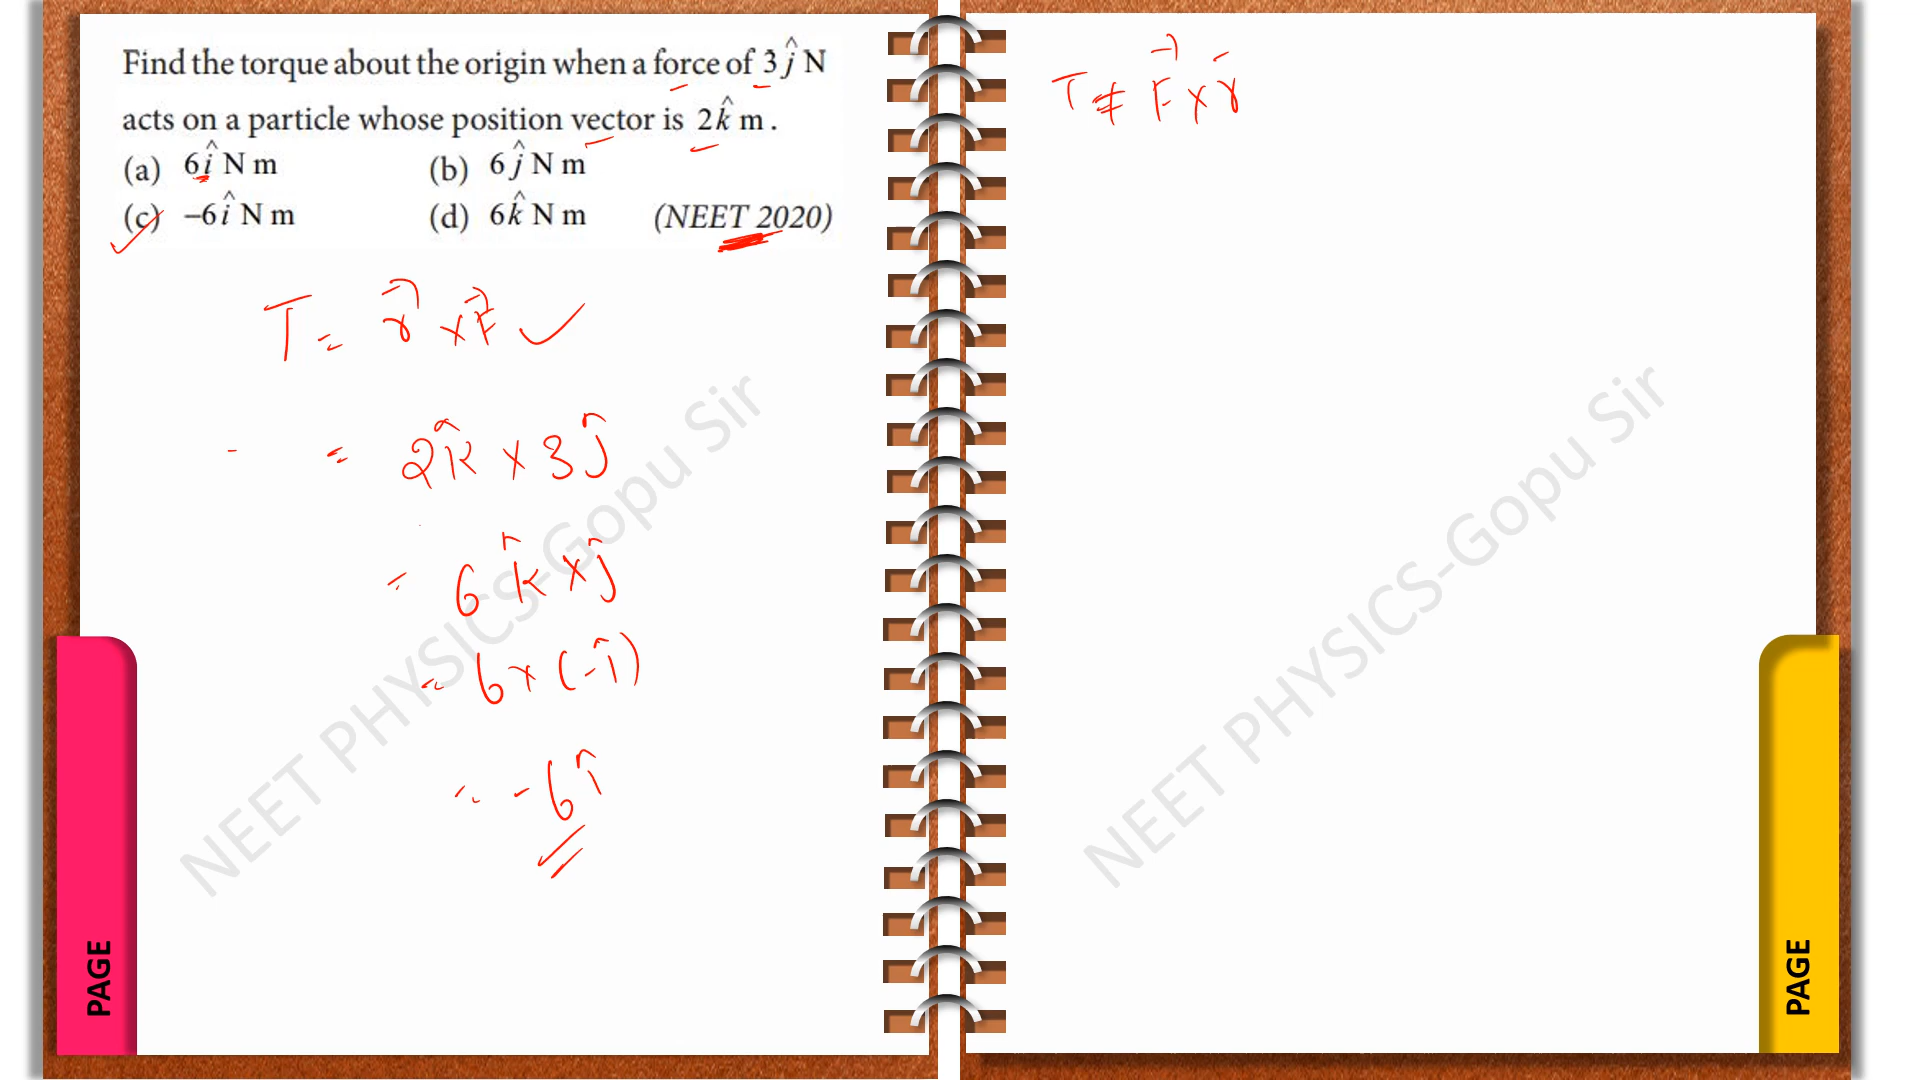 Find the torque about the origin when a force of 3ĵ N
acts on a particle whose position vector is 2k̂ m.
(a) 6î N m (b) 6ĵ N m
(c) –6î N m (d) 6k̂ N m (NEET 2020)
T = r⃗ × F⃗
= 2k̂ × 3ĵ
= 6 k̂ × ĵ
= 6 × (-î)
= -6î
NEET PHYSICS-Gopu Sir
PAGE
T ≠ F⃗ × r⃗
NEET PHYSICS-Gopu Sir
PAGE